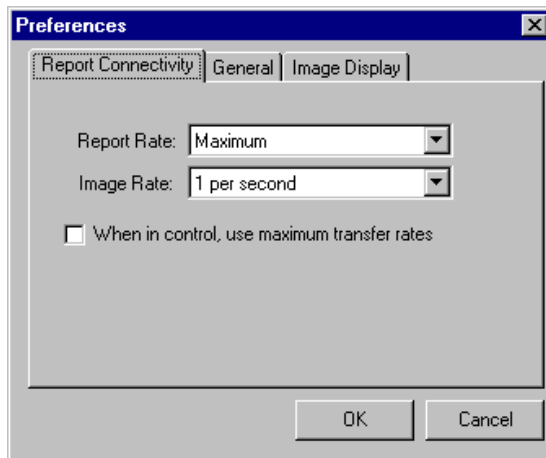 Preferences
Report Connectivity General Image Display
Report Rate: Maximum
Image Rate: 1 per second
When in control, use maximum transfer rates
OK Cancel